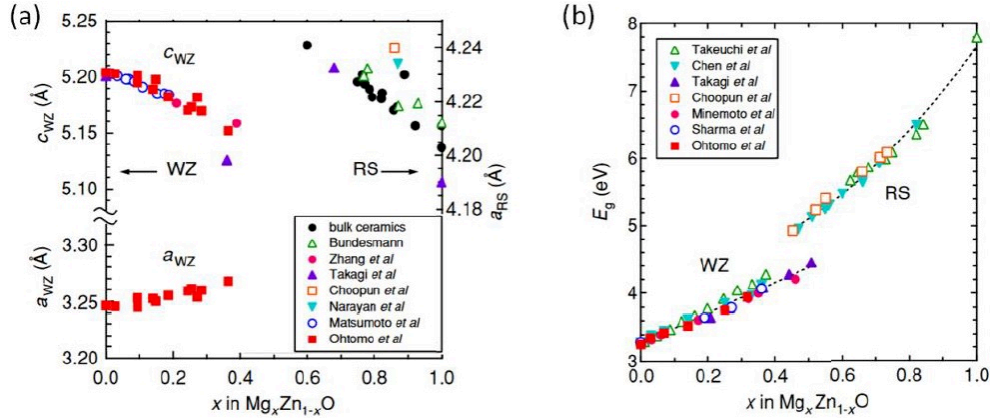 (a)
5.25
5.20
5.15
5.10
3.30
3.25
3.20
c_WZ (Å)
a_WZ (Å)
c_WZ
WZ
RS
a_WZ
4.24
4.22
4.20
4.18
a_RS (Å)
bulk ceramics
Bundesmann
Zhang et al
Takagi et al
Choopun et al
Narayan et al
Matsumoto et al
Ohtomo et al
0.0 0.2 0.4 0.6 0.8 1.0
x in Mg_xZn_{1-x}O
(b)
8
7
6
5
4
3
E_g (eV)
Takeuchi et al
Chen et al
Takagi et al
Choopun et al
Minemoto et al
Sharma et al
Ohtomo et al
WZ
RS
0.0 0.2 0.4 0.6 0.8 1.0
x in Mg_xZn_{1-x}O